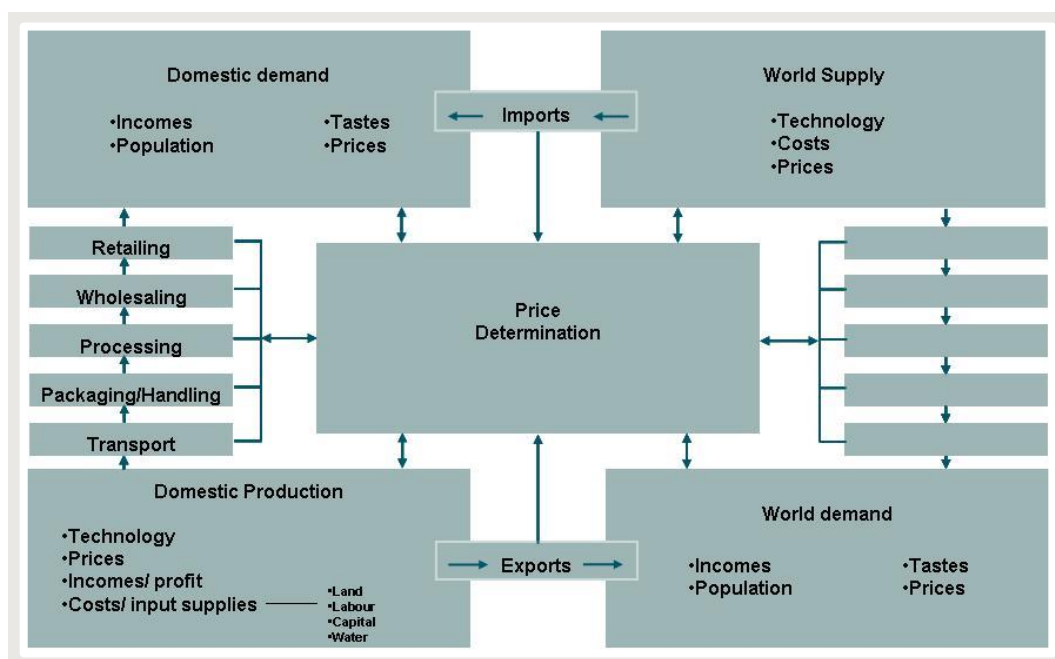 Domestic demand
•Incomes
•Population
•Tastes
•Prices
Imports
World Supply
•Technology
•Costs
•Prices
Retailing
Wholesaling
Processing
Packaging/Handling
Transport
Price
Determination
Domestic Production
•Technology
•Prices
•Incomes/ profit
•Costs/ input supplies
•Land
•Labour
•Capital
•Water
Exports
World demand
•Incomes
•Population
•Tastes
•Prices